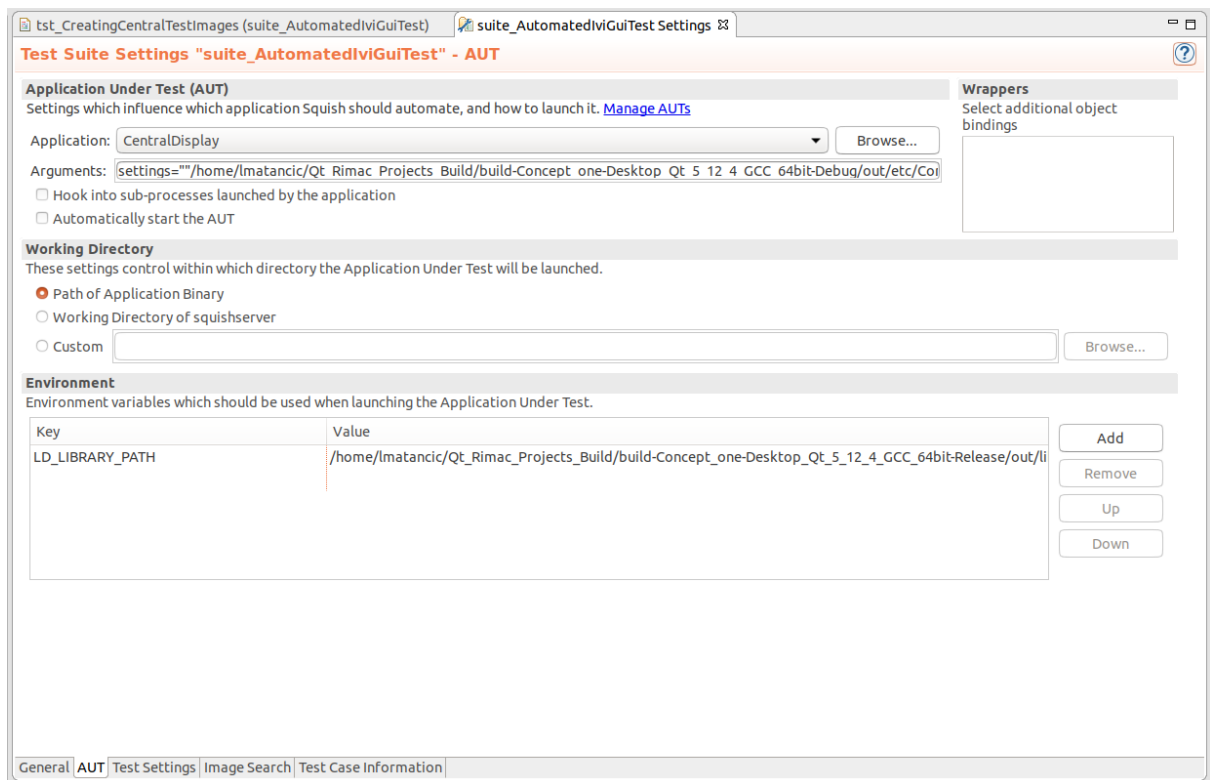 tst_CreatingCentralTestImages (suite_AutomatedIviGuiTest)
suite_AutomatedIviGuiTest Settings
Test Suite Settings "suite_AutomatedIviGuiTest" - AUT
Application Under Test (AUT)
Settings which influence which application Squish should automate, and how to launch it. Manage AUTs
Application: CentralDisplay Browse...
Arguments: settings=""/home/lmatancic/Qt_Rimac_Projects_Build/build-Concept_one-Desktop_Qt_5_12_4_GCC_64bit-Debug/out/etc/Cor
Hook into sub-processes launched by the application
Automatically start the AUT
Wrappers
Select additional object
bindings
Working Directory
These settings control within which directory the Application Under Test will be launched.
Path of Application Binary
Working Directory of squishserver
Custom Browse...
Environment
Environment variables which should be used when launching the Application Under Test.
Key Value
LD_LIBRARY_PATH /home/lmatancic/Qt_Rimac_Projects_Build/build-Concept_one-Desktop_Qt_5_12_4_GCC_64bit-Release/out/li
Add
Remove
Up
Down
General AUT Test Settings Image Search Test Case Information